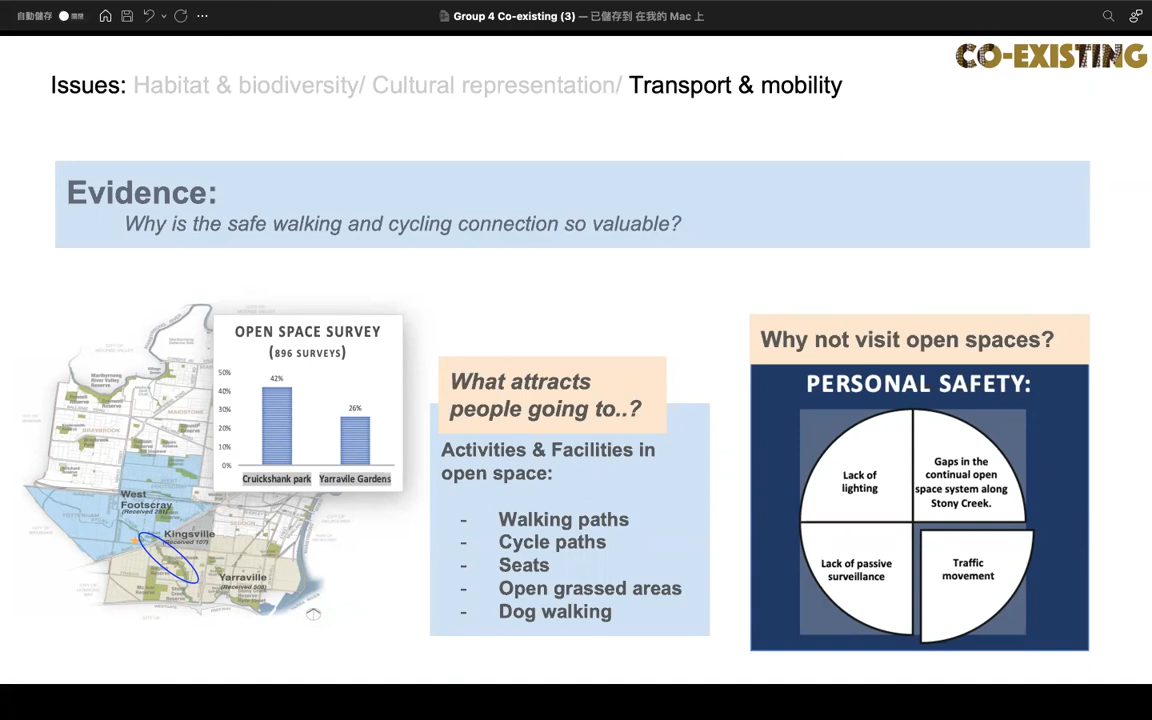 自動儲存
Group 4 Co-existing (3) — 已儲存到 在我的 Mac 上
CO-EXISTING
Issues: Habitat & biodiversity/ Cultural representation/ Transport & mobility
Evidence:
Why is the safe walking and cycling connection so valuable?
OPEN SPACE SURVEY
(896 SURVEYS)
50%
40%
30%
20%
10%
0%
42%
26%
Cruickshank park
Yarravile Gardens
MAIDSTONE
BRAYBROOK
West
Footscray
Kingsville
(Received 107)
Yarraville
SEDDON
What attracts
people going to..?
Activities & Facilities in
open space:
- Walking paths
- Cycle paths
- Seats
- Open grassed areas
- Dog walking
Why not visit open spaces?
PERSONAL SAFETY:
Lack of
lighting
Gaps in the
continual open
space system along
Stony Creek.
Lack of passive
surveillance
Traffic
movement